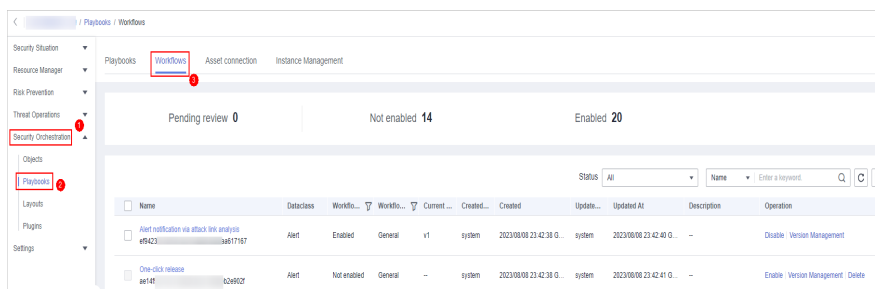 / Playbooks / Workflows
Security Situation
Resource Manager
Risk Prevention
Threat Operations
1
Security Orchestration
Objects
Playbooks
2
Layouts
Plugins
Settings
Playbooks Workflows Asset connection Instance Management
3
Pending review 0 Not enabled 14 Enabled 20
Status All Name Enter a keyword.
Name Dataclass Workflo... Workflo... Current ... Created... Created Update... Updated At Description Operation
Alert notification via attack link analysis
ef9423 aa617167
Alert Enabled General v1 system 2023/08/08 23:42:38 G... system 2023/08/08 23:42:40 G... -- Disable Version Management
One-click release
ae14f b2e902f
Alert Not enabled General -- system 2023/08/08 23:42:38 G... system 2023/08/08 23:42:41 G... -- Enable Version Management Delete